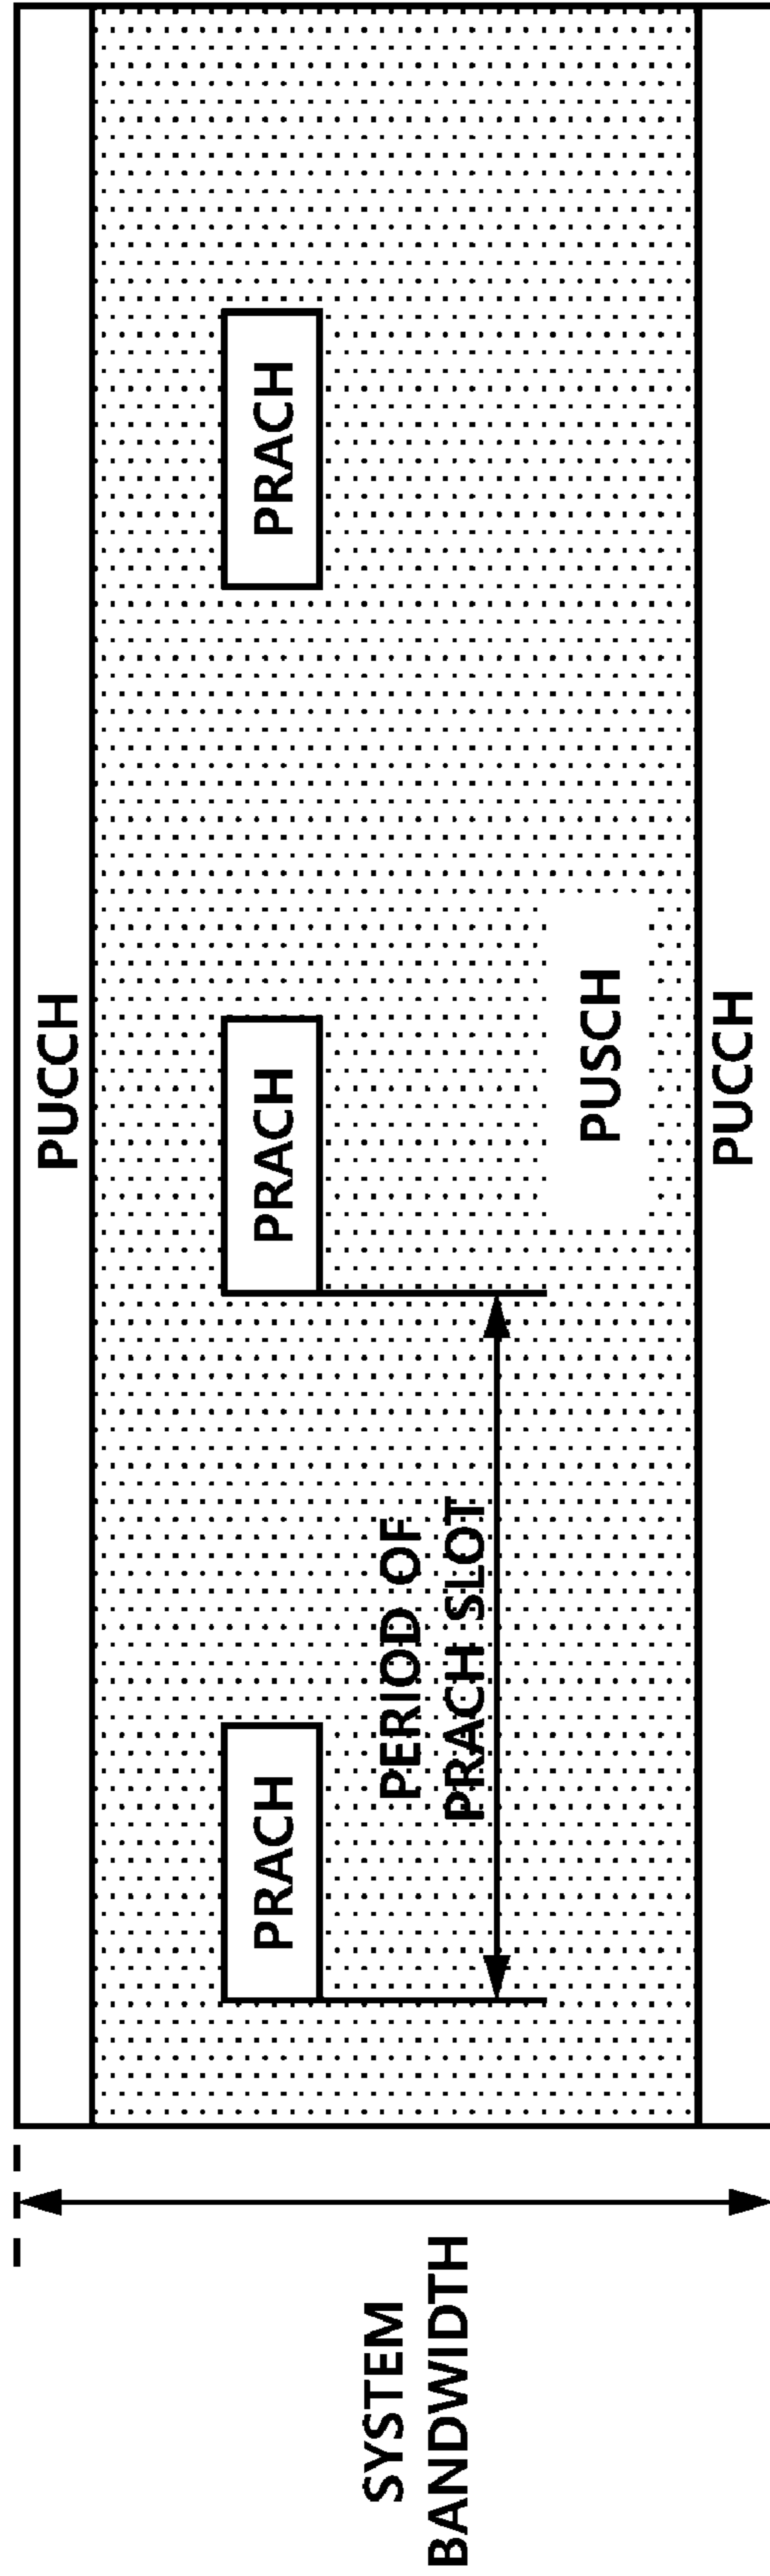 PUCCH
PRACH
PRACH
PRACH
PERIOD OF
PRACH SLOT
PUSCH
PUCCH
SYSTEM
BANDWIDTH